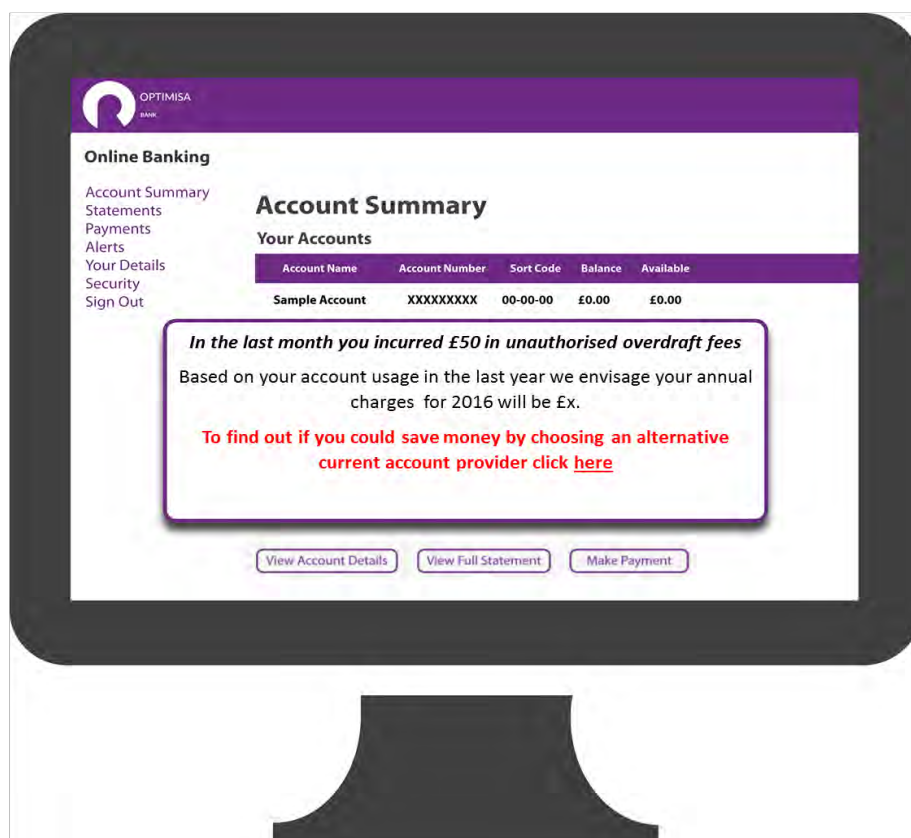 OPTIMISA
BANK
Online Banking
Account Summary
Statements
Payments
Alerts
Your Details
Security
Sign Out
Account Summary
Your Accounts
Account Name Account Number Sort Code Balance Available
Sample Account XXXXXXXXX 00-00-00 £0.00 £0.00
In the last month you incurred £50 in unauthorised overdraft fees
Based on your account usage in the last year we envisage your annual
charges for 2016 will be £x.
To find out if you could save money by choosing an alternative
current account provider click here
View Account Details View Full Statement Make Payment